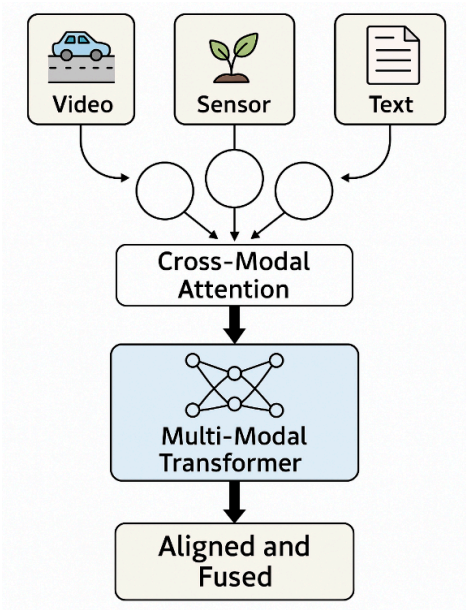 Video
Sensor
Text
Cross-Modal
Attention
Multi-Modal
Transformer
Aligned and
Fused